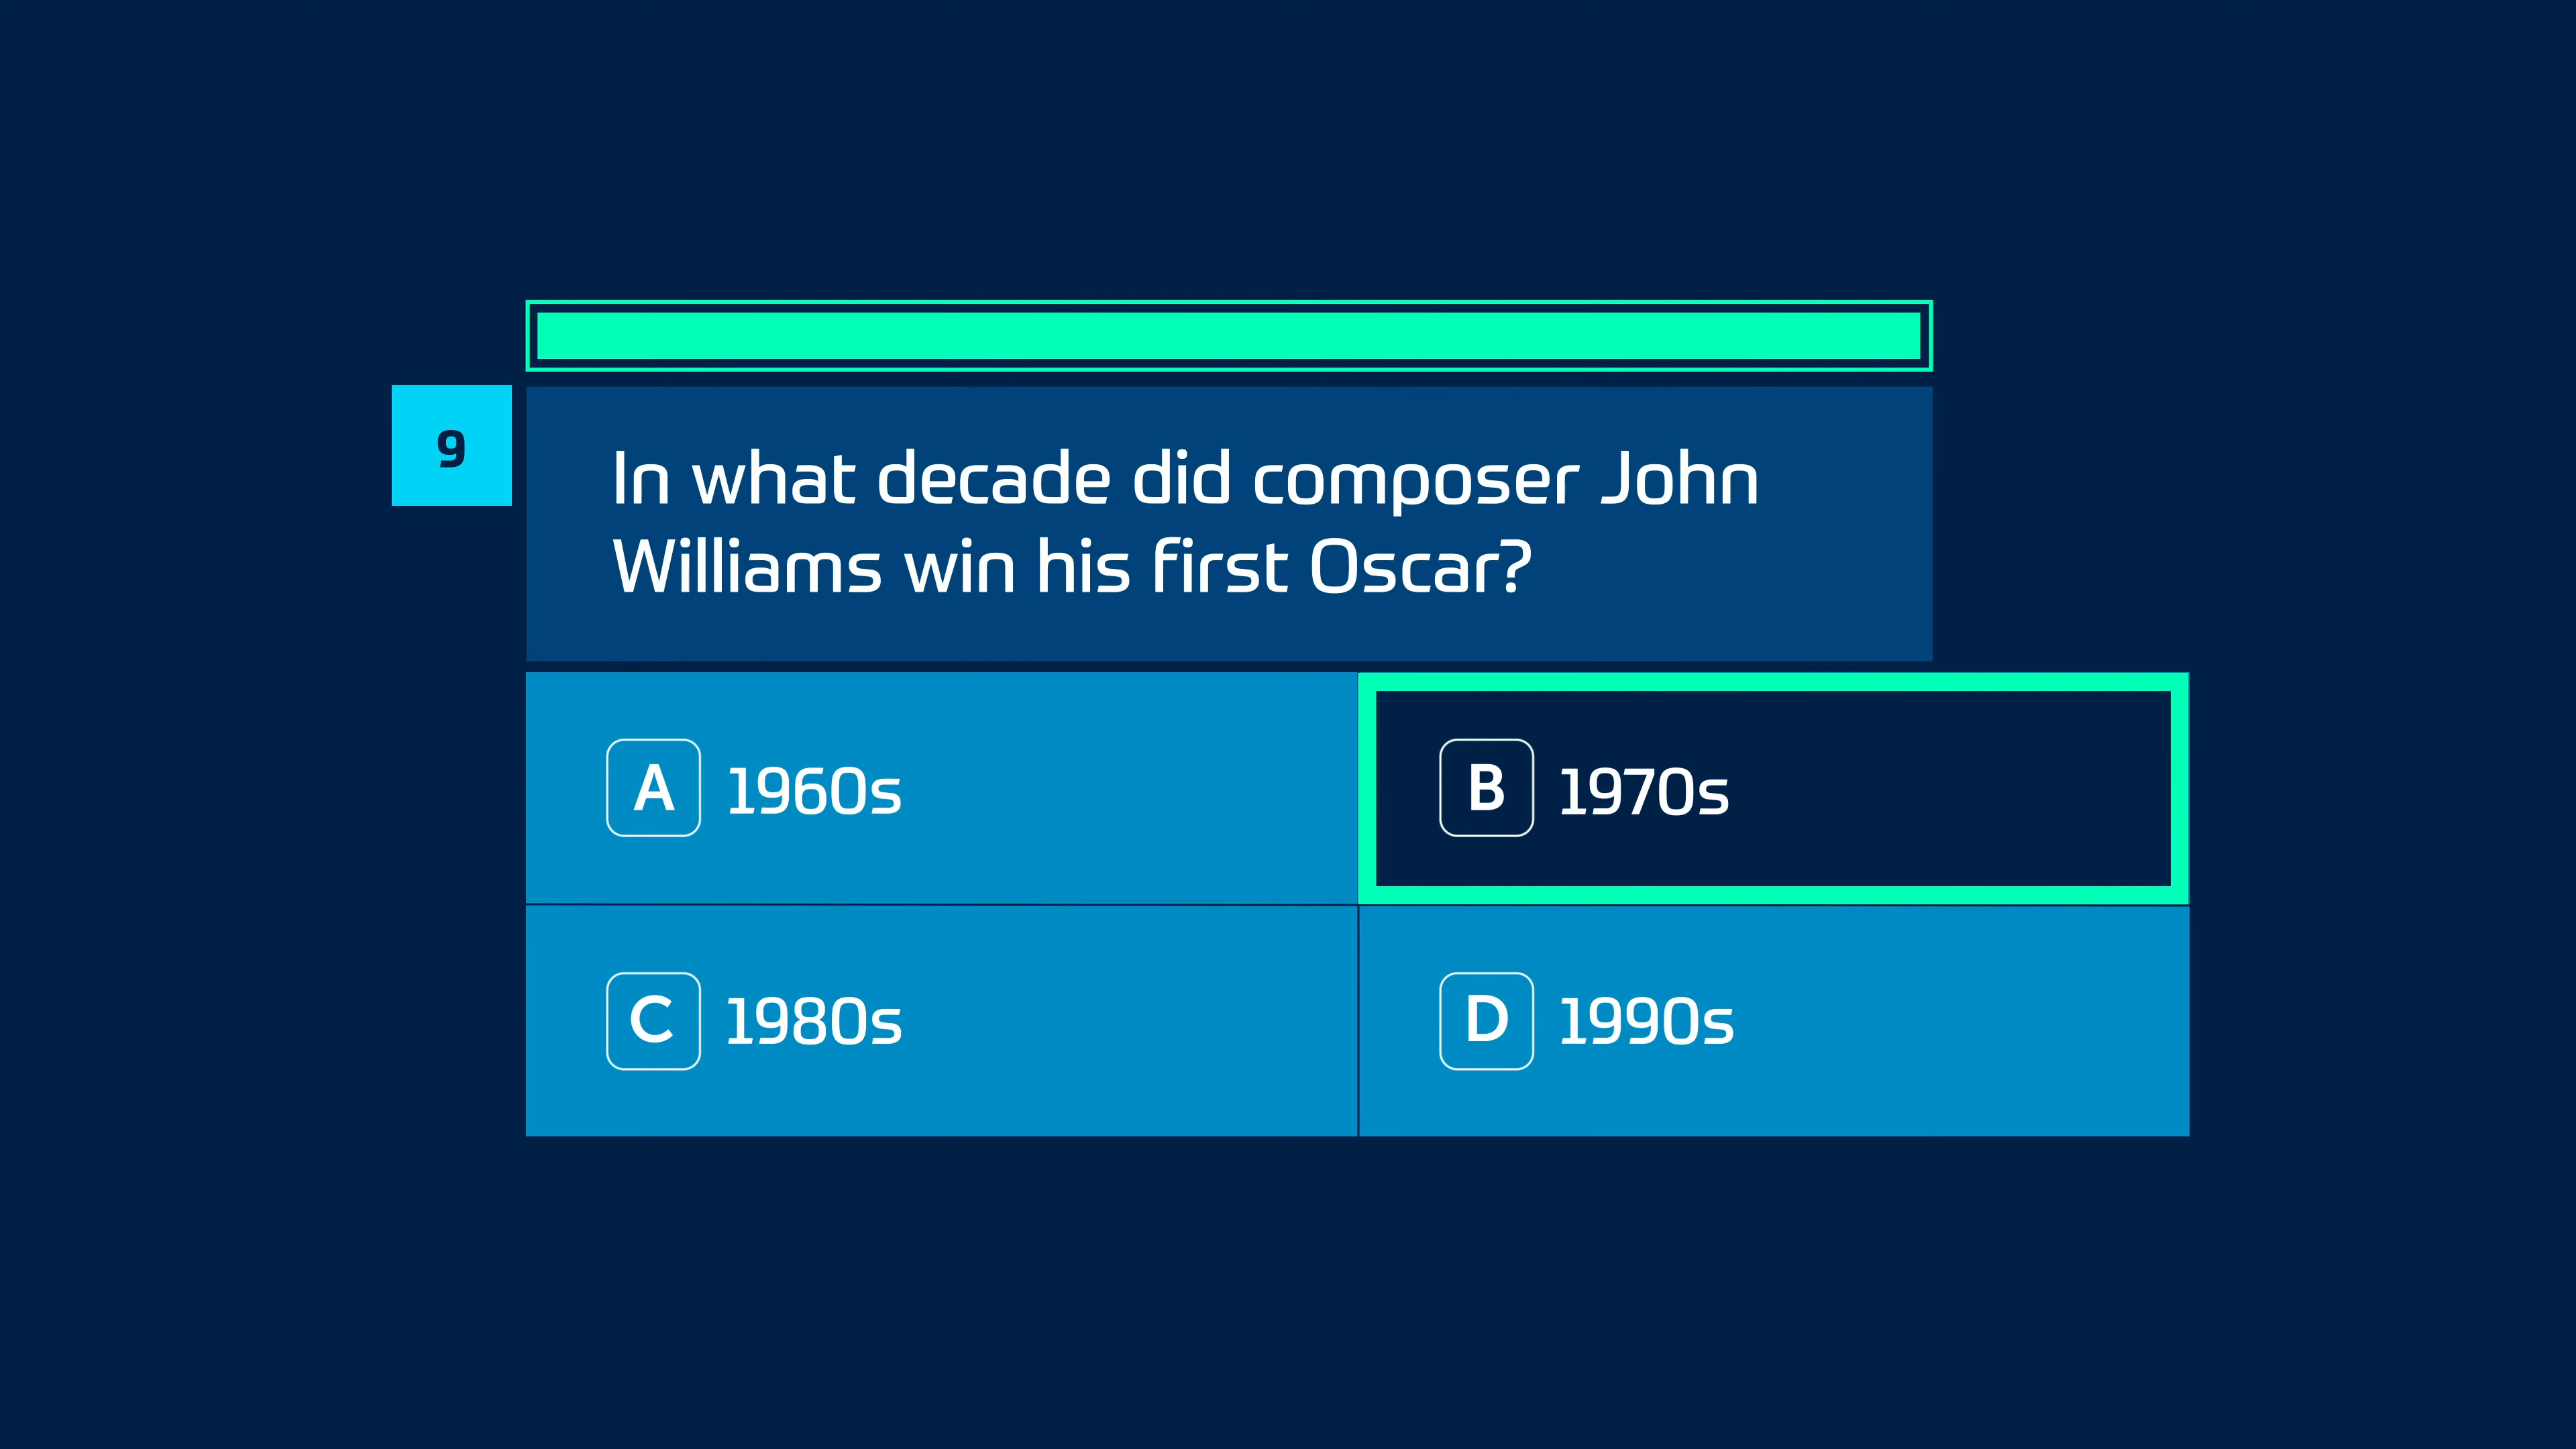 9
In what decade did composer John
Williams win his first Oscar?
A 1960s
B 1970s
C 1980s
D 1990s